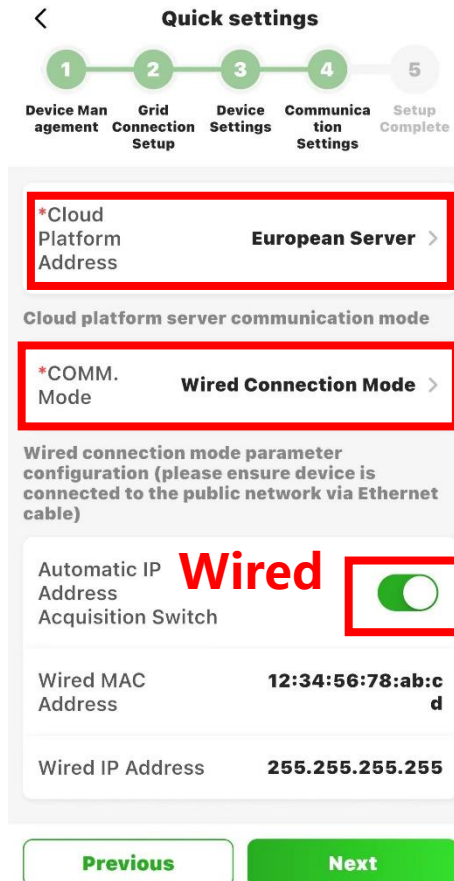 Quick settings
1 2 3 4 5
Device Man Grid Device Communica Setup
agement Connection Settings tion Complete
Setup Settings
*Cloud
Platform European Server
Address
Cloud platform server communication mode
*COMM.
Mode Wired Connection Mode
Wired connection mode parameter
configuration (please ensure device is
connected to the public network via Ethernet
cable)
Automatic IP
Address Wired
Acquisition Switch
Wired MAC 12:34:56:78:ab:c
Address d
Wired IP Address 255.255.255.255
Previous Next